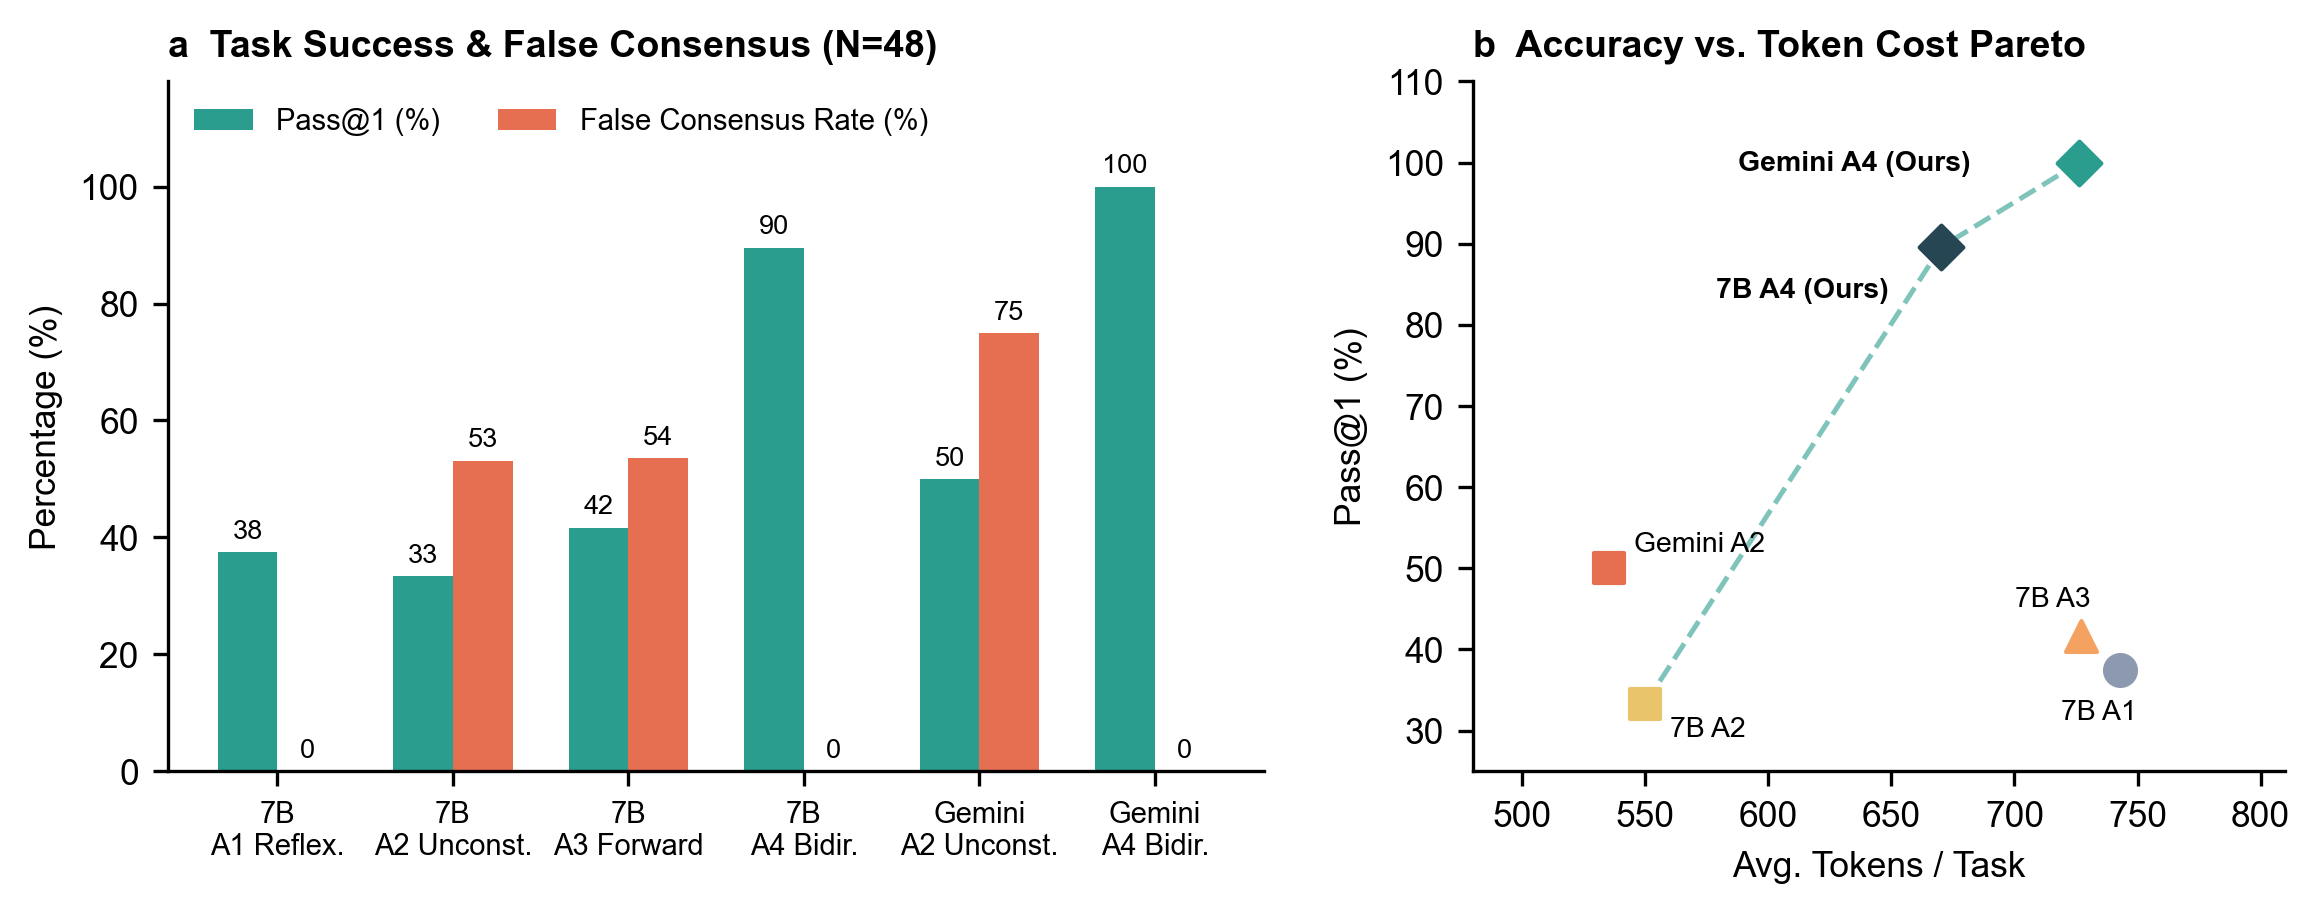 a Task Success & False Consensus (N=48)
Pass@1 (%)
False Consensus Rate (%)
Percentage (%)
100
80
60
40
20
0
38
0
33
53
42
54
90
0
50
75
100
0
7B
A1 Reflex.
7B
A2 Unconst.
7B
A3 Forward
7B
A4 Bidir.
Gemini
A2 Unconst.
Gemini
A4 Bidir.
b Accuracy vs. Token Cost Pareto
Pass@1 (%)
110
100
90
80
70
60
50
40
30
Gemini A4 (Ours)
7B A4 (Ours)
Gemini A2
7B A3
7B A2
7B A1
500
550
600
650
700
750
800
Avg. Tokens / Task